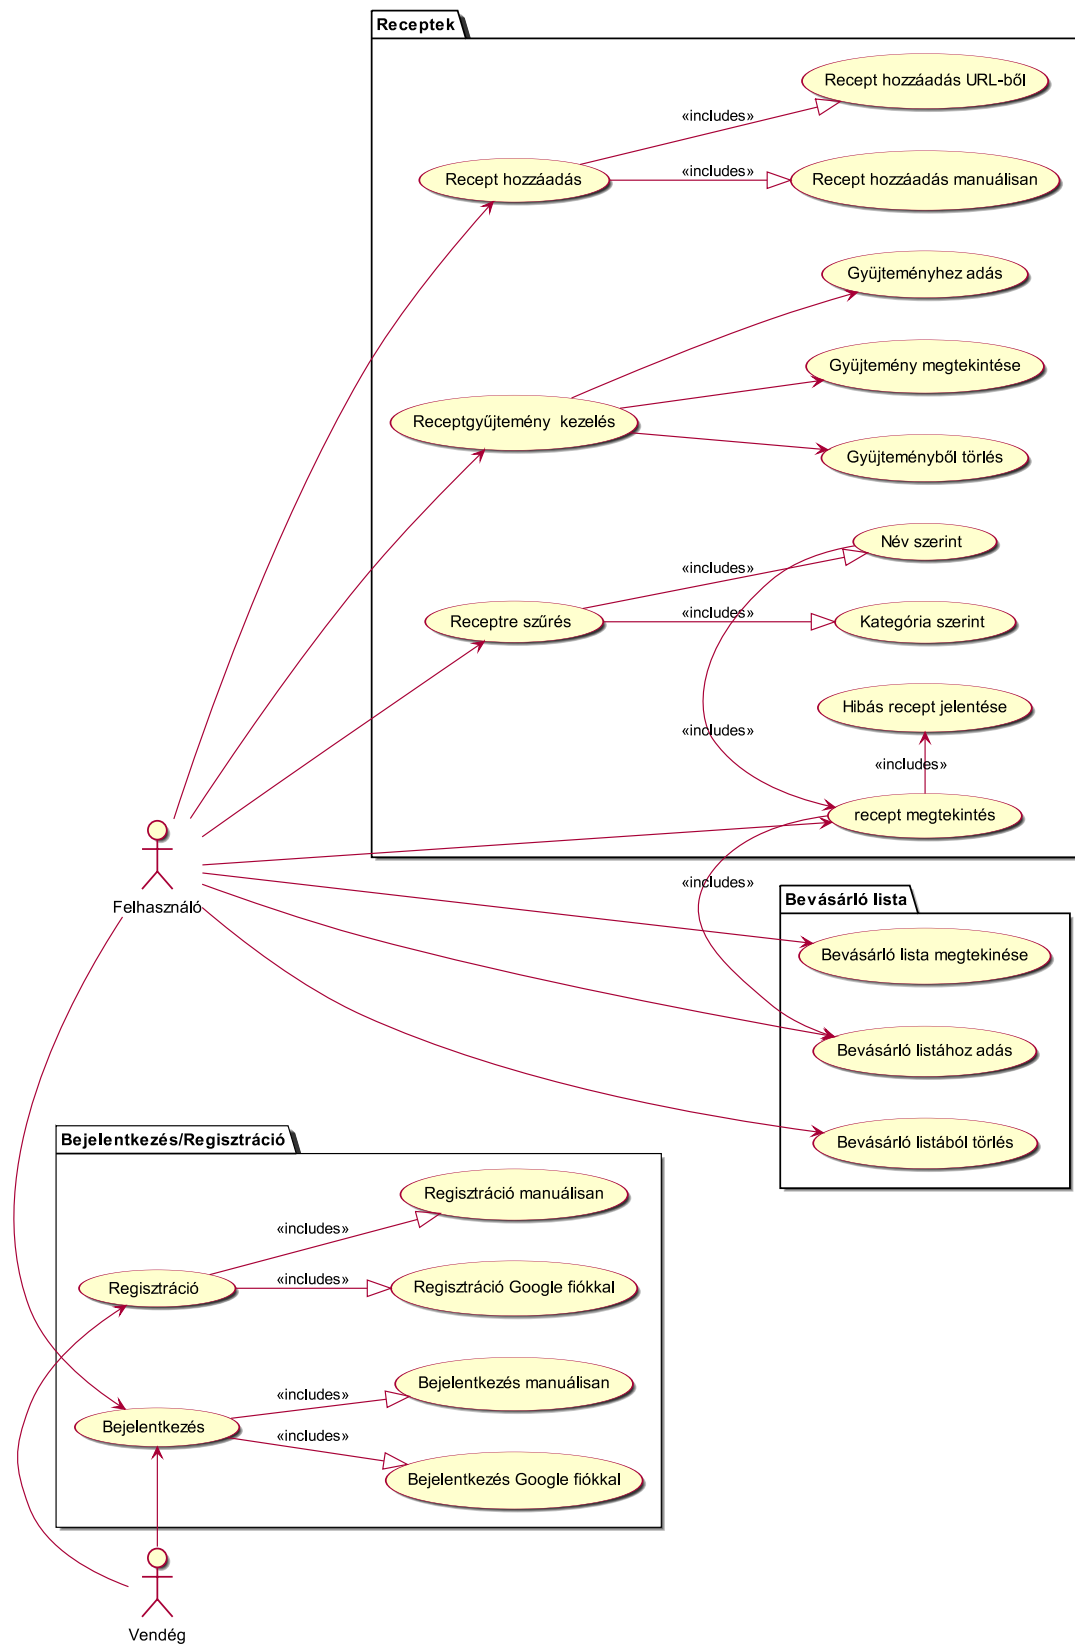 Receptek
Recept hozzáadás URL-ből
«includes»
Recept hozzáadás
«includes»
Recept hozzáadás manuálisan
Gyüjteményhez adás
Gyüjtemény megtekintése
Receptgyűjtemény  kezelés
Gyüjteményből törlés
Név szerint
«includes»
Receptre szűrés
«includes»
Kategória szerint
Hibás recept jelentése
«includes»
«includes»
recept megtekintés
Felhasználó
«includes»
Bevásárló lista
Bevásárló lista megtekinése
Bevásárló listához adás
Bevásárló listából törlés
Bejelentkezés/Regisztráció
Regisztráció manuálisan
«includes»
Regisztráció
«includes»
Regisztráció Google fiókkal
Bejelentkezés manuálisan
«includes»
Bejelentkezés
«includes»
Bejelentkezés Google fiókkal
Vendég